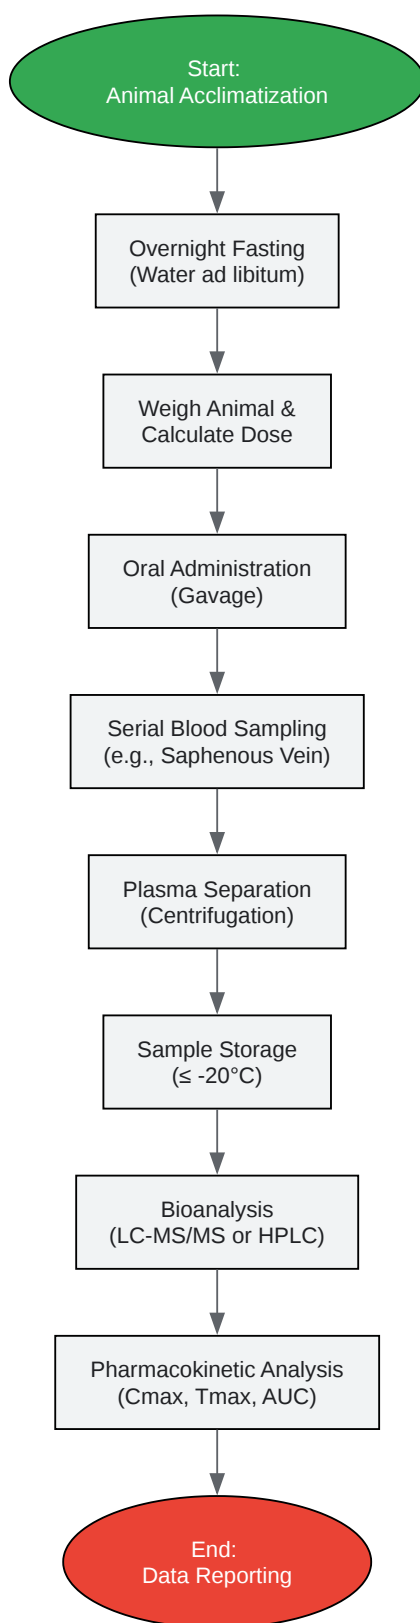 Start:
Animal Acclimatization
Overnight Fasting
(Water ad libitum)
Weigh Animal &
Calculate Dose
Oral Administration
(Gavage)
Serial Blood Sampling
(e.g., Saphenous Vein)
Plasma Separation
(Centrifugation)
Sample Storage
(≤ -20°C)
Bioanalysis
(LC-MS/MS or HPLC)
Pharmacokinetic Analysis
(Cmax, Tmax, AUC)
End:
Data Reporting